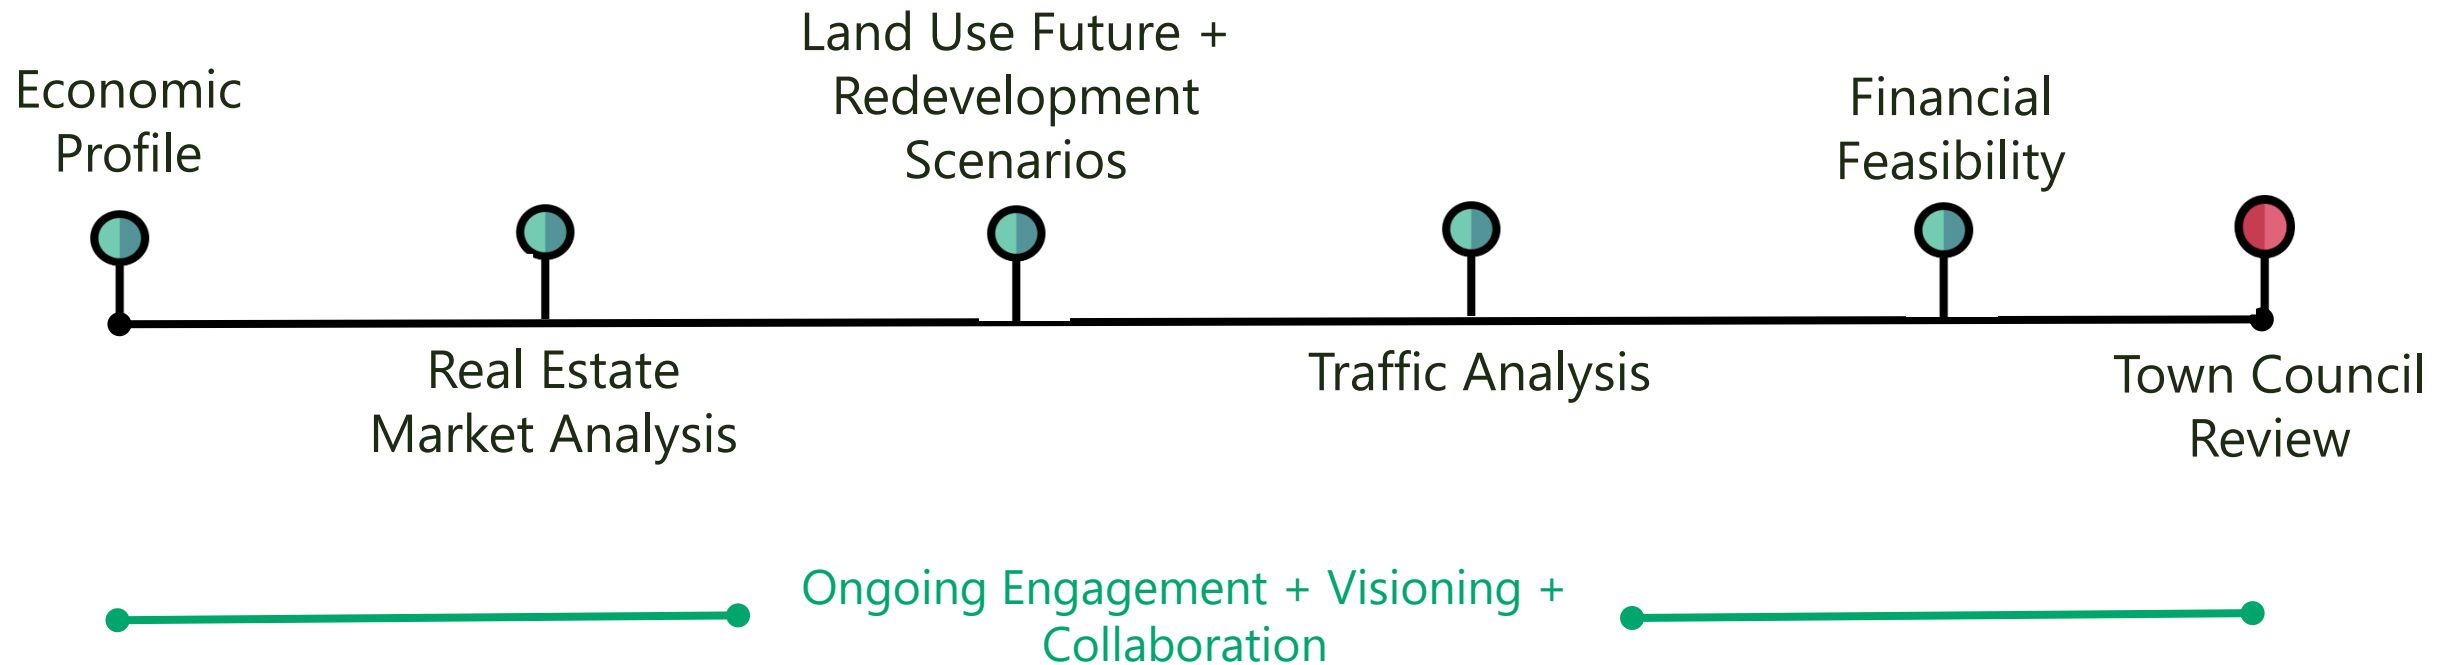 Economic
Profile
Real Estate
Market Analysis
Land Use Future +
Redevelopment
Scenarios
Traffic Analysis
Financial
Feasibility
Town Council
Review
Ongoing Engagement + Visioning +
Collaboration